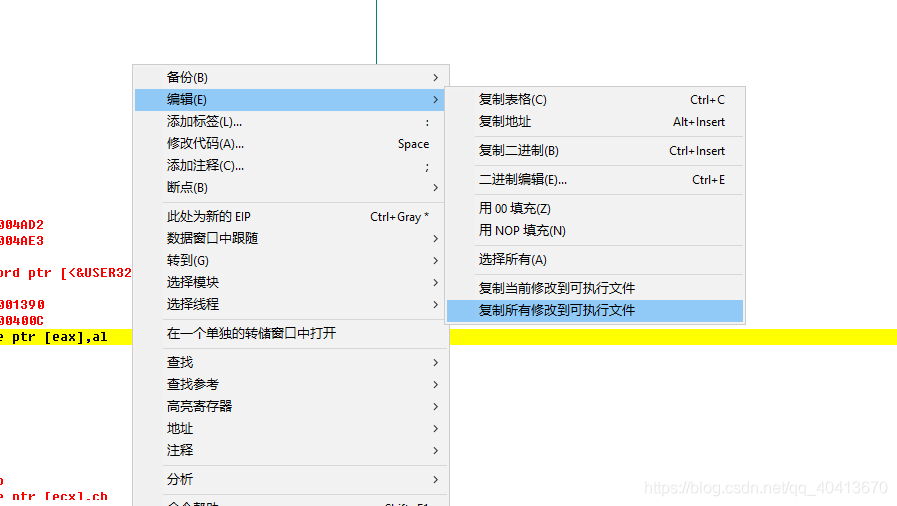 备份(B)
编辑(E)
添加标签(L)... :
修改代码(A)... Space
添加注释(C)... ;
断点(B)
此处为新的 EIP Ctrl+Gray *
数据窗口中跟随
转到(G)
选择模块
选择线程
在一个单独的转储窗口中打开
查找
查找参考
高亮寄存器
地址
注释
分析
复制表格(C) Ctrl+C
复制地址 Alt+Insert
复制二进制(B) Ctrl+Insert
二进制编辑(E)... Ctrl+E
用 00 填充(Z)
用 NOP 填充(N)
选择所有(A)
复制当前修改到可执行文件
复制所有修改到可执行文件
004AD2
004AE3
ord ptr [<&USER32
001390
00400C
e ptr [eax],al
e ptr [ecx],ch
https://blog.csdn.net/qq_40413670